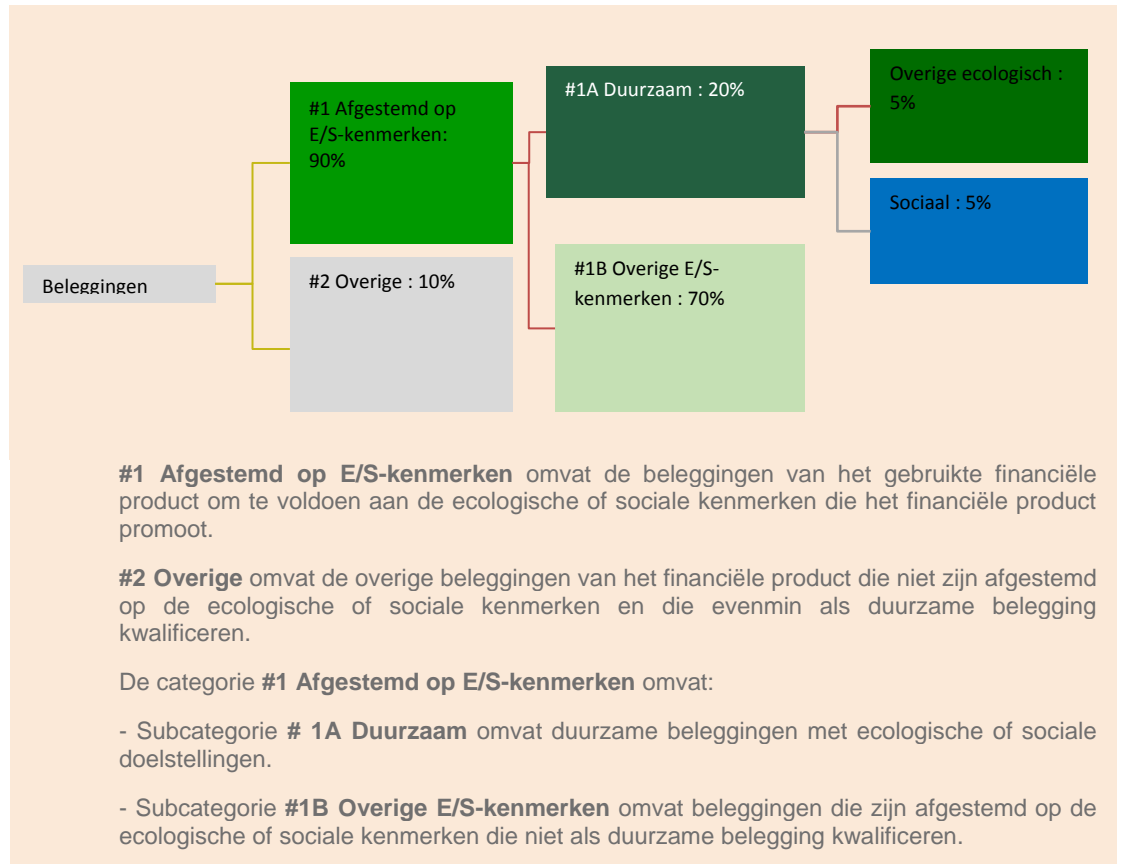 Beleggingen
#1 Afgestemd op
E/S-kenmerken:
90%
#2 Overige : 10%
#1A Duurzaam : 20%
#1B Overige E/S-
kenmerken : 70%
Overige ecologisch :
5%
Sociaal : 5%
#1 Afgestemd op E/S-kenmerken omvat de beleggingen van het gebruikte financiële
product om te voldoen aan de ecologische of sociale kenmerken die het financiële product
promoot.
#2 Overige omvat de overige beleggingen van het financiële product die niet zijn afgestemd
op de ecologische of sociale kenmerken en die evenmin als duurzame belegging
kwalificeren.
De categorie #1 Afgestemd op E/S-kenmerken omvat:
- Subcategorie # 1A Duurzaam omvat duurzame beleggingen met ecologische of sociale
doelstellingen.
- Subcategorie #1B Overige E/S-kenmerken omvat beleggingen die zijn afgestemd op de
ecologische of sociale kenmerken die niet als duurzame belegging kwalificeren.